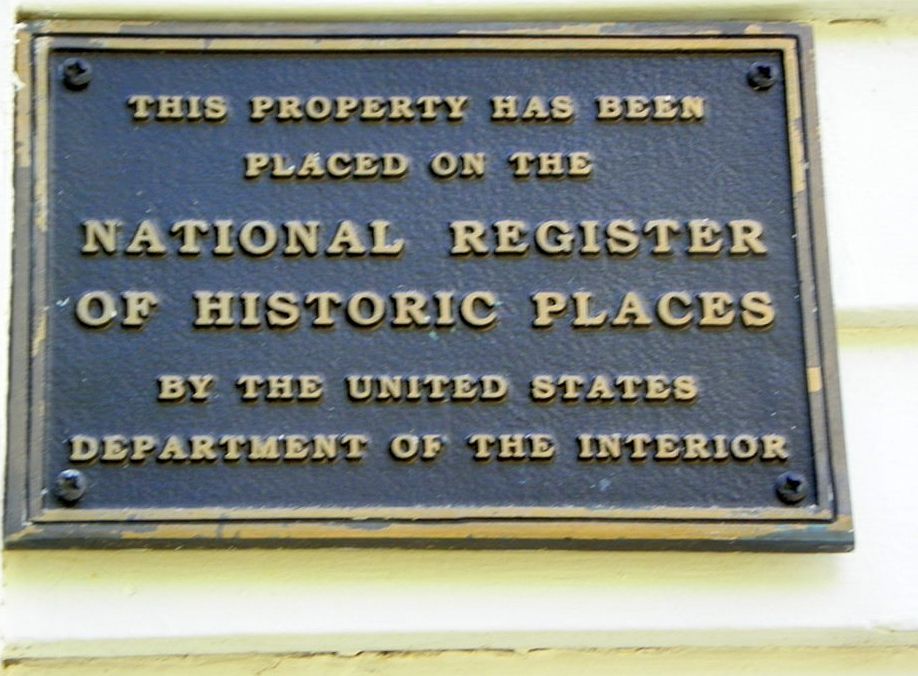 THIS PROPERTY HAS BEEN
PLACED ON THE
NATIONAL REGISTER
OF HISTORIC PLACES
BY THE UNITED STATES
DEPARTMENT OF THE INTERIOR